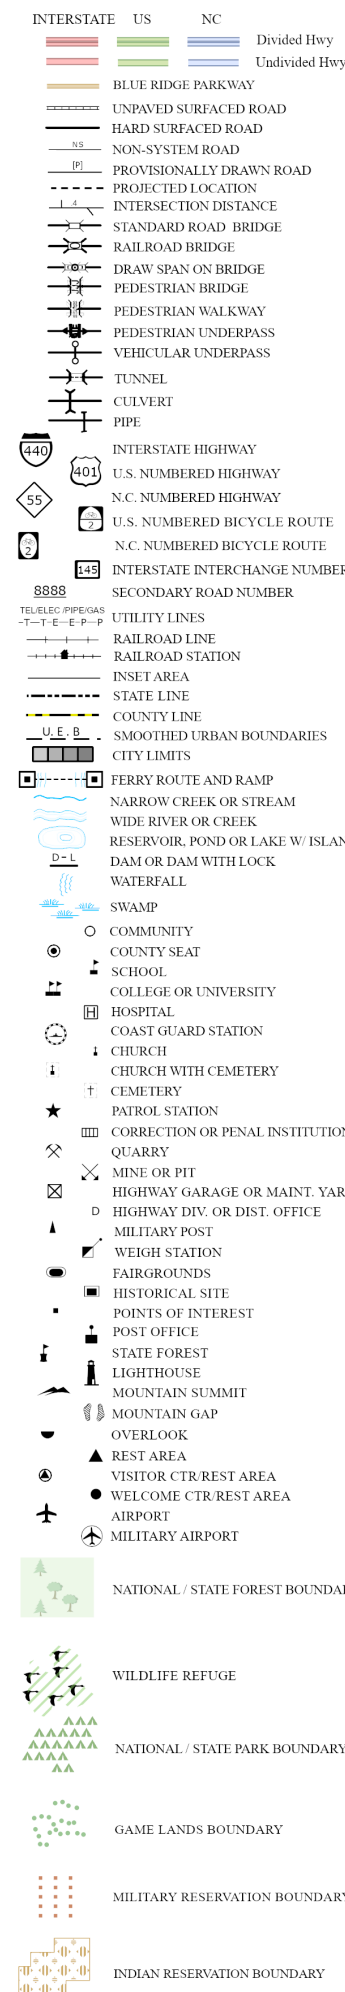 INTERSTATE US NC
Divided Hwy
Undivided Hwy
BLUE RIDGE PARKWAY
UNPAVED SURFACED ROAD
HARD SURFACED ROAD
NS NON-SYSTEM ROAD
[P] PROVISIONALLY DRAWN ROAD
PROJECTED LOCATION
.4 INTERSECTION DISTANCE
STANDARD ROAD BRIDGE
RAILROAD BRIDGE
DRAW SPAN ON BRIDGE
PEDESTRIAN BRIDGE
PEDESTRIAN WALKWAY
PEDESTRIAN UNDERPASS
VEHICULAR UNDERPASS
TUNNEL
CULVERT
PIPE
440 INTERSTATE HIGHWAY
401 U.S. NUMBERED HIGHWAY
55 N.C. NUMBERED HIGHWAY
2 U.S. NUMBERED BICYCLE ROUTE
2 N.C. NUMBERED BICYCLE ROUTE
145 INTERSTATE INTERCHANGE NUMBER
8888 SECONDARY ROAD NUMBER
TEL/ELEC /PIPE/GAS
–T–T–E–E–P–P UTILITY LINES
RAILROAD LINE
RAILROAD STATION
INSET AREA
STATE LINE
COUNTY LINE
U.E.B SMOOTHED URBAN BOUNDARIES
CITY LIMITS
FERRY ROUTE AND RAMP
NARROW CREEK OR STREAM
WIDE RIVER OR CREEK
RESERVOIR, POND OR LAKE W/ ISLAN
D-L DAM OR DAM WITH LOCK
WATERFALL
SWAMP
COMMUNITY
COUNTY SEAT
SCHOOL
COLLEGE OR UNIVERSITY
H HOSPITAL
COAST GUARD STATION
CHURCH
CHURCH WITH CEMETERY
CEMETERY
PATROL STATION
CORRECTION OR PENAL INSTITUTION
QUARRY
MINE OR PIT
HIGHWAY GARAGE OR MAINT. YAR
D HIGHWAY DIV. OR DIST. OFFICE
MILITARY POST
WEIGH STATION
FAIRGROUNDS
HISTORICAL SITE
POINTS OF INTEREST
POST OFFICE
STATE FOREST
LIGHTHOUSE
MOUNTAIN SUMMIT
MOUNTAIN GAP
OVERLOOK
REST AREA
VISITOR CTR/REST AREA
WELCOME CTR/REST AREA
AIRPORT
MILITARY AIRPORT
NATIONAL / STATE FOREST BOUNDAR
WILDLIFE REFUGE
NATIONAL / STATE PARK BOUNDARY
GAME LANDS BOUNDARY
MILITARY RESERVATION BOUNDARY
INDIAN RESERVATION BOUNDARY